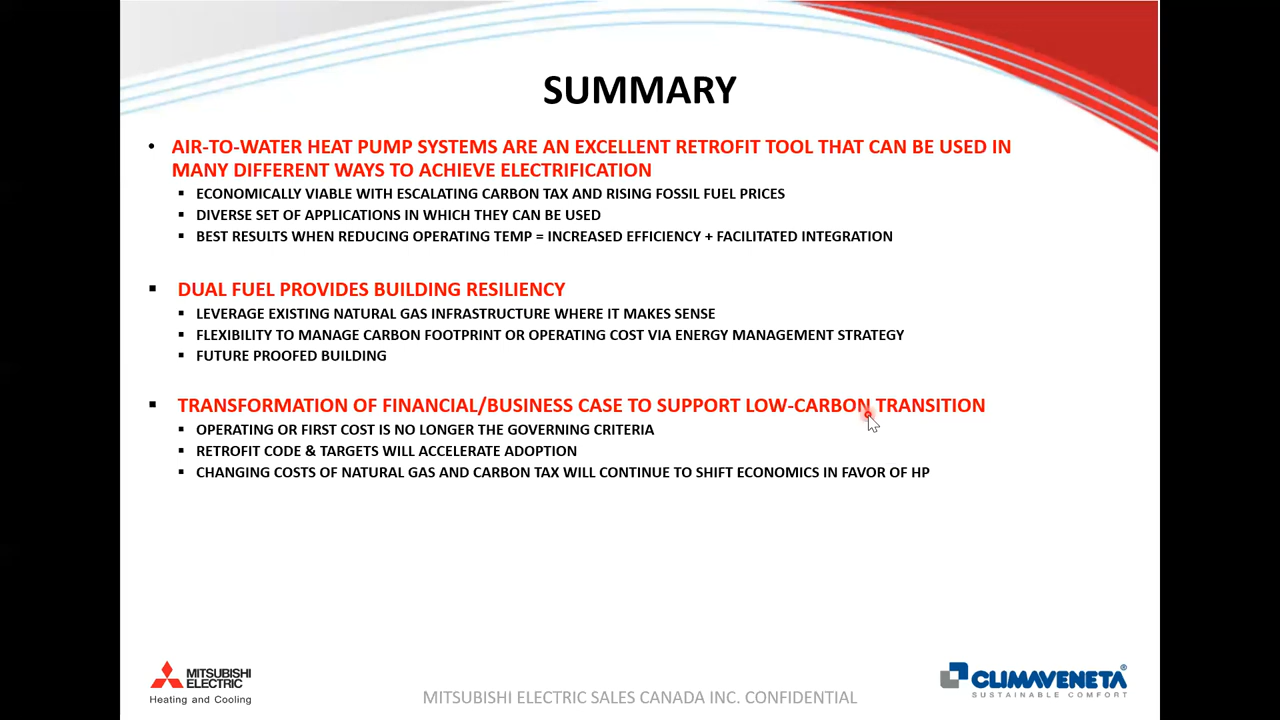 SUMMARY
• AIR-TO-WATER HEAT PUMP SYSTEMS ARE AN EXCELLENT RETROFIT TOOL THAT CAN BE USED IN
MANY DIFFERENT WAYS TO ACHIEVE ELECTRIFICATION
▪ ECONOMICALLY VIABLE WITH ESCALATING CARBON TAX AND RISING FOSSIL FUEL PRICES
▪ DIVERSE SET OF APPLICATIONS IN WHICH THEY CAN BE USED
▪ BEST RESULTS WHEN REDUCING OPERATING TEMP = INCREASED EFFICIENCY + FACILITATED INTEGRATION
▪ DUAL FUEL PROVIDES BUILDING RESILIENCY
▪ LEVERAGE EXISTING NATURAL GAS INFRASTRUCTURE WHERE IT MAKES SENSE
▪ FLEXIBILITY TO MANAGE CARBON FOOTPRINT OR OPERATING COST VIA ENERGY MANAGEMENT STRATEGY
▪ FUTURE PROOFED BUILDING
▪ TRANSFORMATION OF FINANCIAL/BUSINESS CASE TO SUPPORT LOW-CARBON TRANSITION
▪ OPERATING OR FIRST COST IS NO LONGER THE GOVERNING CRITERIA
▪ RETROFIT CODE & TARGETS WILL ACCELERATE ADOPTION
▪ CHANGING COSTS OF NATURAL GAS AND CARBON TAX WILL CONTINUE TO SHIFT ECONOMICS IN FAVOR OF HP
MITSUBISHI
ELECTRIC
Heating and Cooling
MITSUBISHI ELECTRIC SALES CANADA INC. CONFIDENTIAL
CLIMAVENETA®
SUSTAINABLE COMFORT